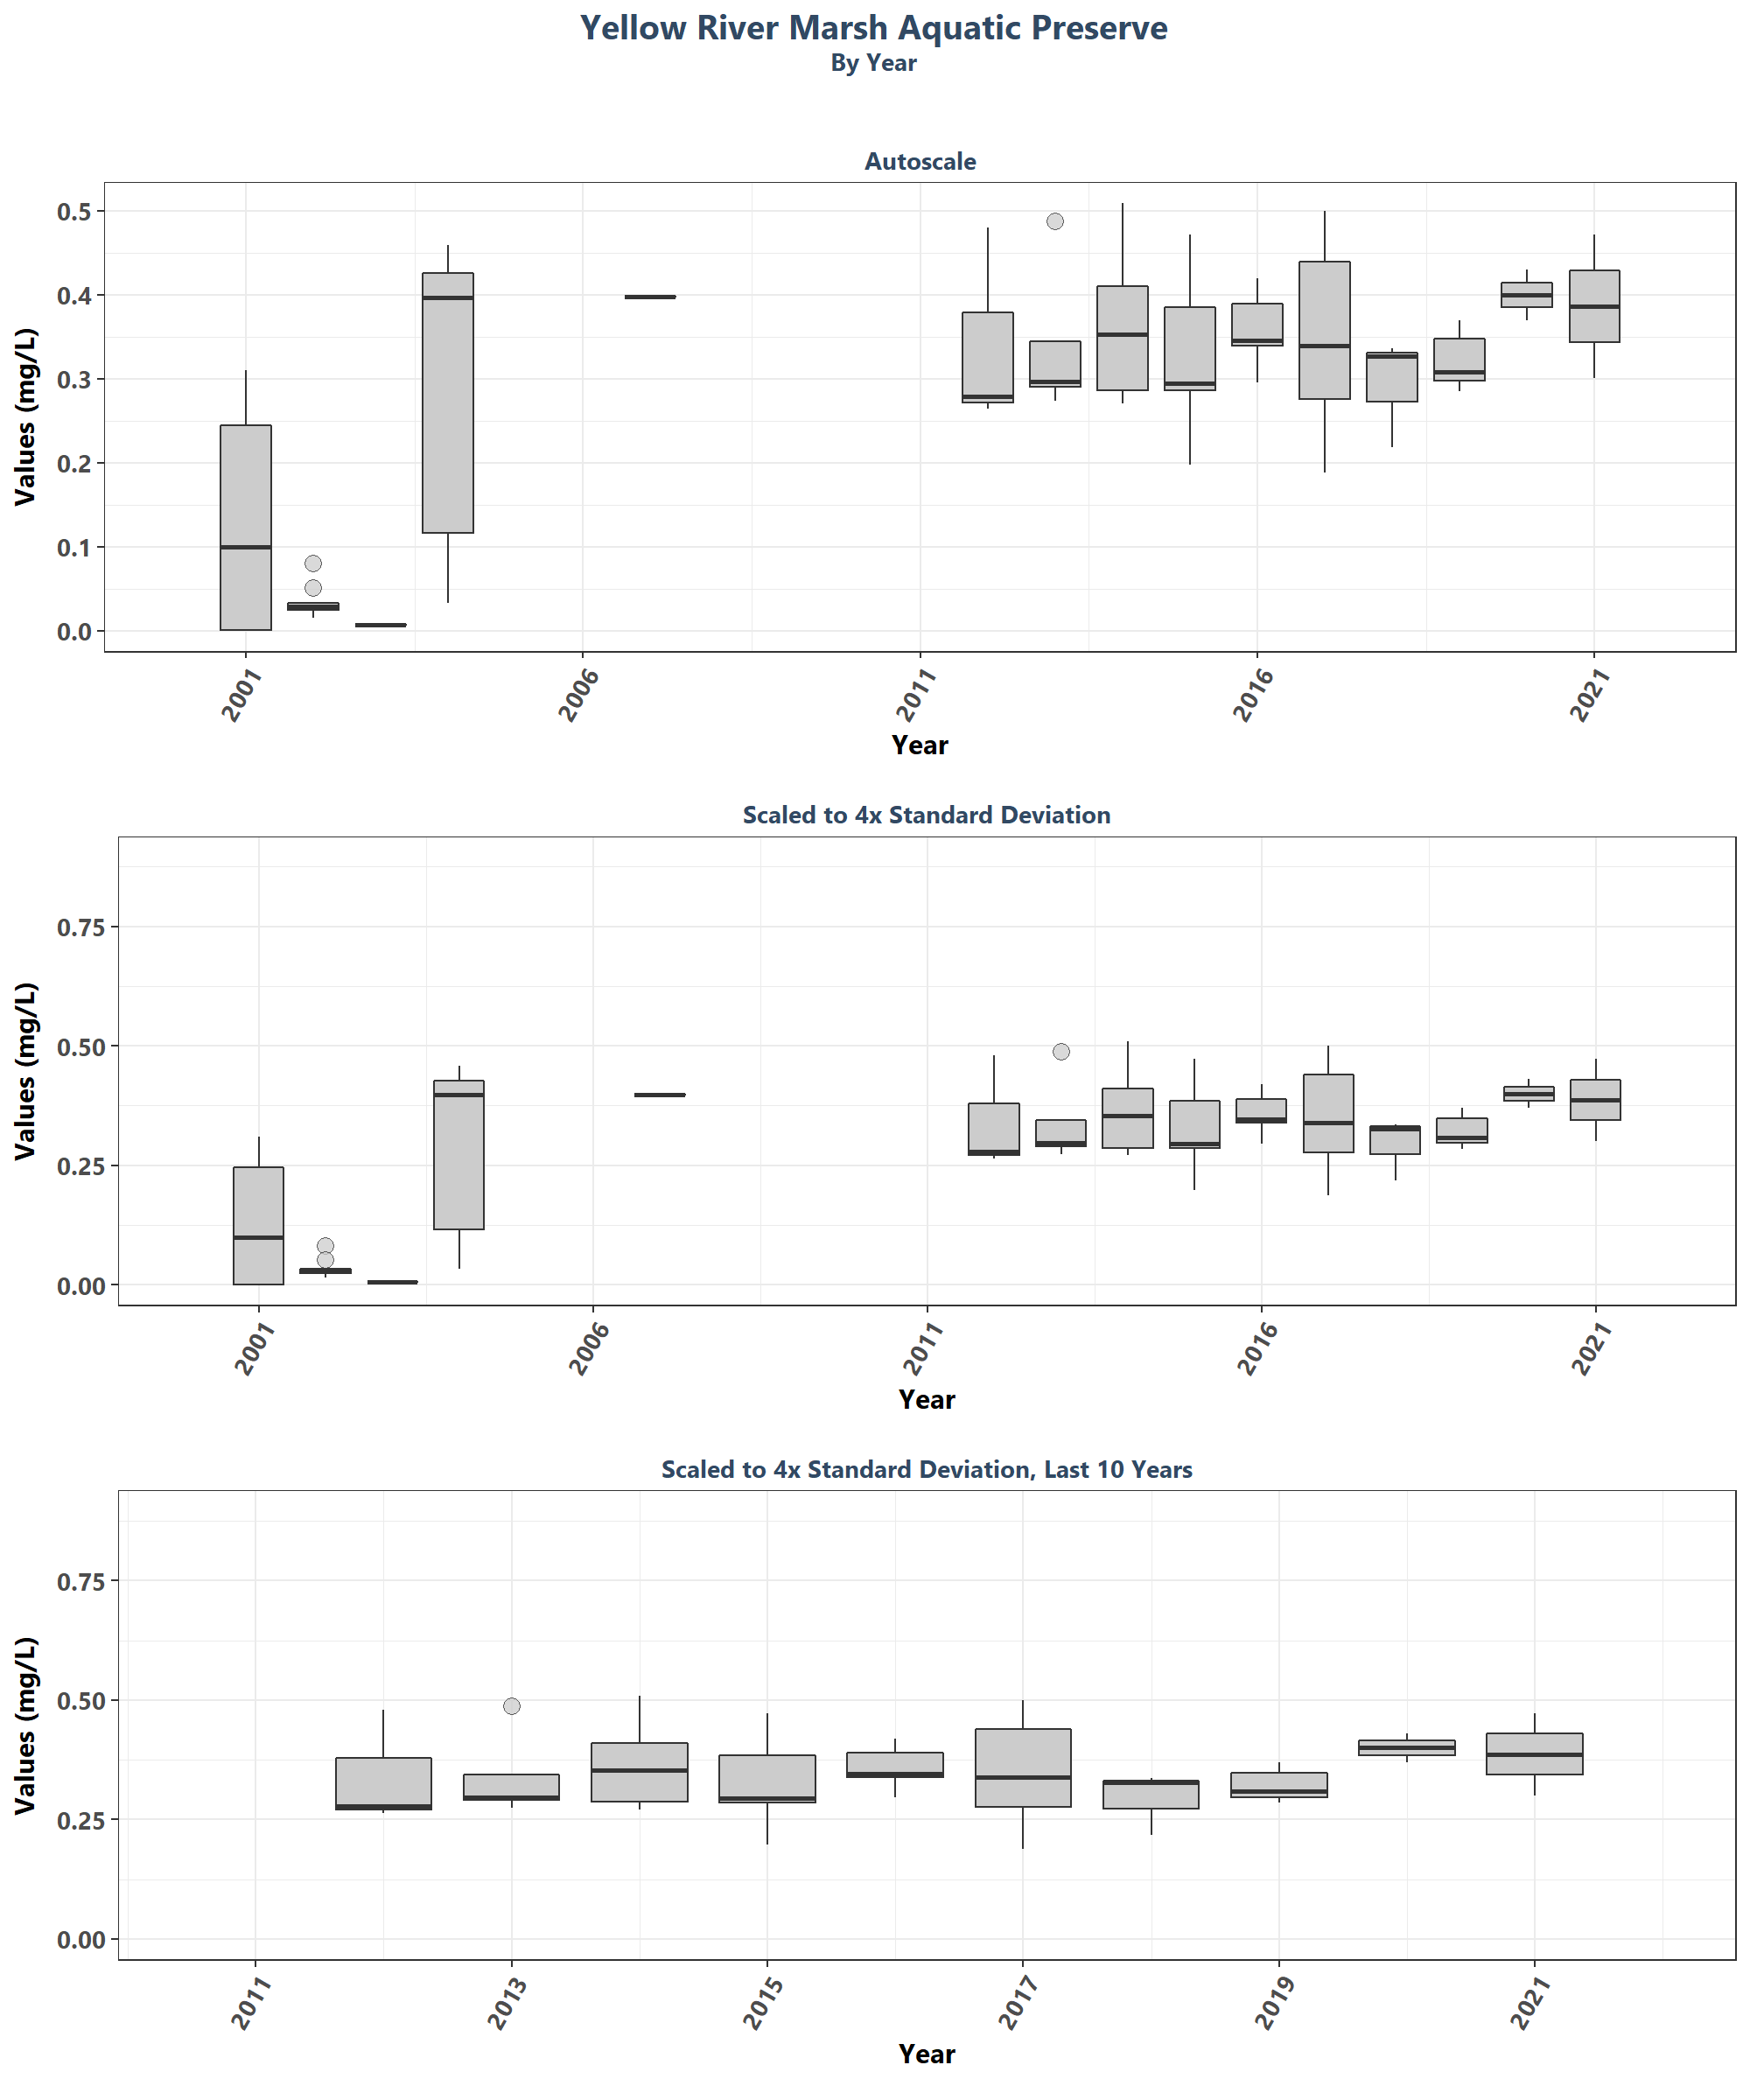 Yellow River Marsh Aquatic Preserve
By Year
Autoscale
Values (mg/L)
0.5
0.4
0.3
0.2
0.1
0.0
2001 2006 2011 2016 2021
Year
Scaled to 4x Standard Deviation
Values (mg/L)
0.75
0.50
0.25
0.00
2001 2006 2011 2016 2021
Year
Scaled to 4x Standard Deviation, Last 10 Years
Values (mg/L)
0.75
0.50
0.25
0.00
2011 2013 2015 2017 2019 2021
Year